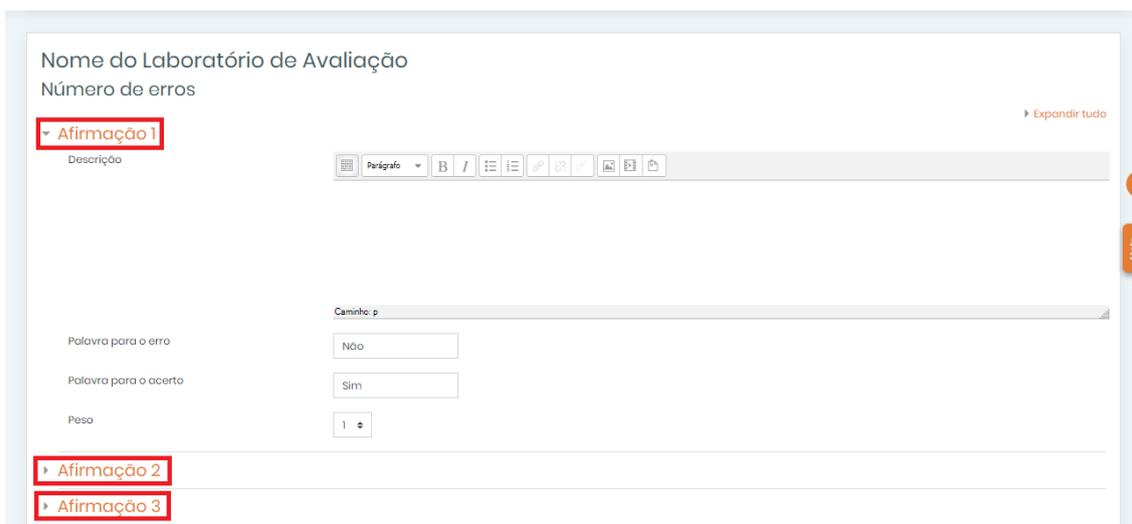 Nome do Laboratório de Avaliação
Número de erros
Expandir tudo
Afirmação 1
Descrição
Parágrafo B I
Caminho: p
Palavra para o erro Não
Palavra para o acerto Sim
Peso 1
Afirmação 2
Afirmação 3